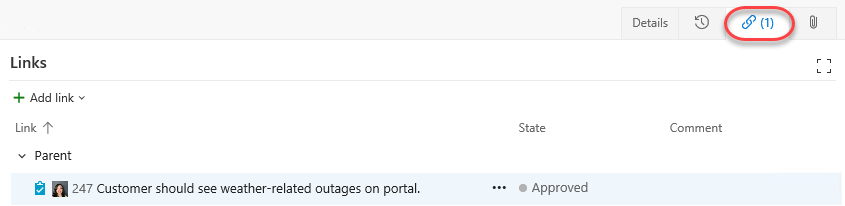 Details (1)
Links
Add link
Link State Comment
Parent
247 Customer should see weather-related outages on portal. ••• Approved